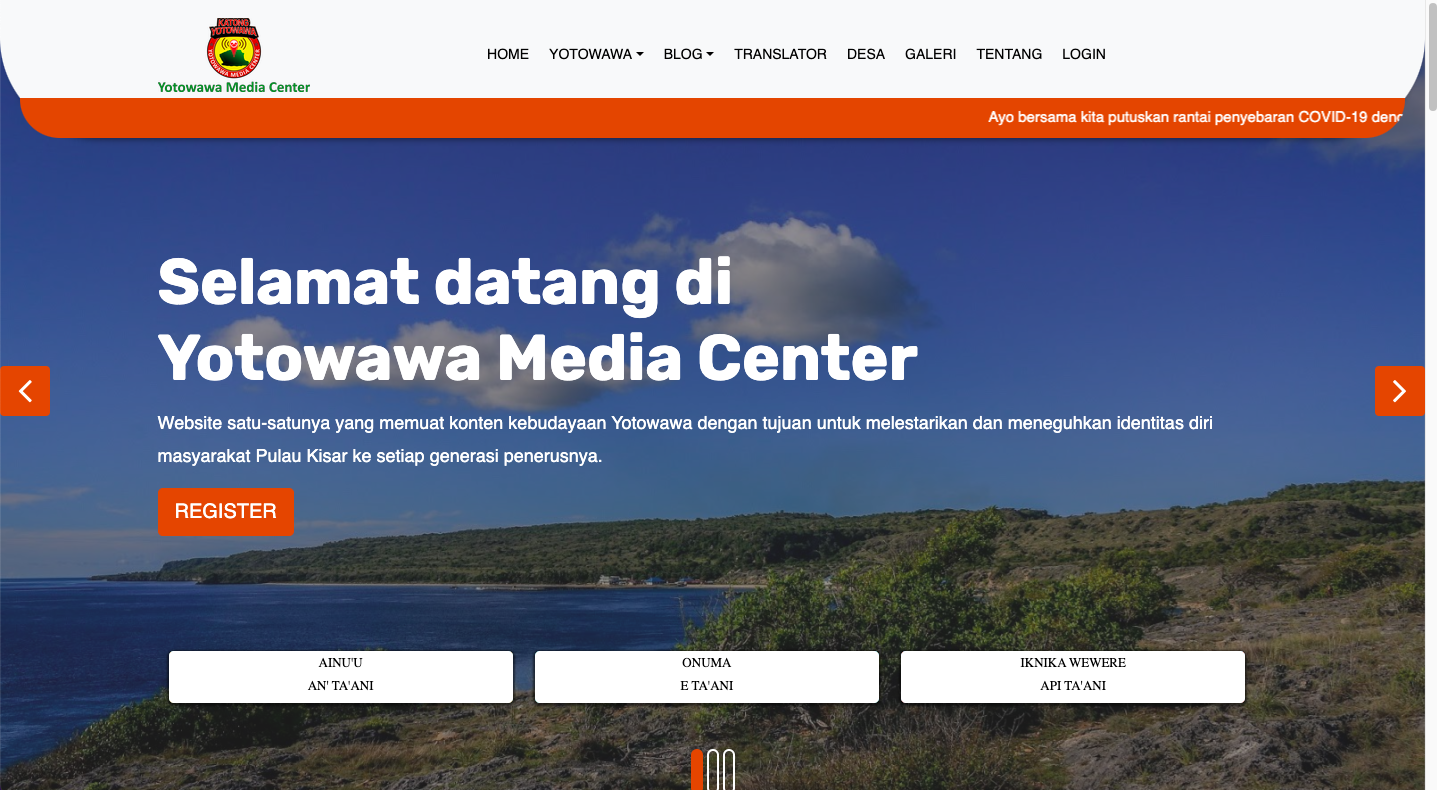 KATONG
YOTOWAWA
YOTOWAWA MEDIA CENTER
Yotowawa Media Center
HOME
YOTOWAWA
BLOG
TRANSLATOR
DESA
GALERI
TENTANG
LOGIN
Ayo bersama kita putuskan rantai penyebaran COVID-19
Selamat datang di
Yotowawa Media Center
Website satu-satunya yang memuat konten kebudayaan Yotowawa dengan tujuan untuk melestarikan dan meneguhkan identitas diri
masyarakat Pulau Kisar ke setiap generasi penerusnya.
REGISTER
AINU'U
AN' TA'ANI
ONUMA
E TA'ANI
IKNIKA WEWERE
API TA'ANI